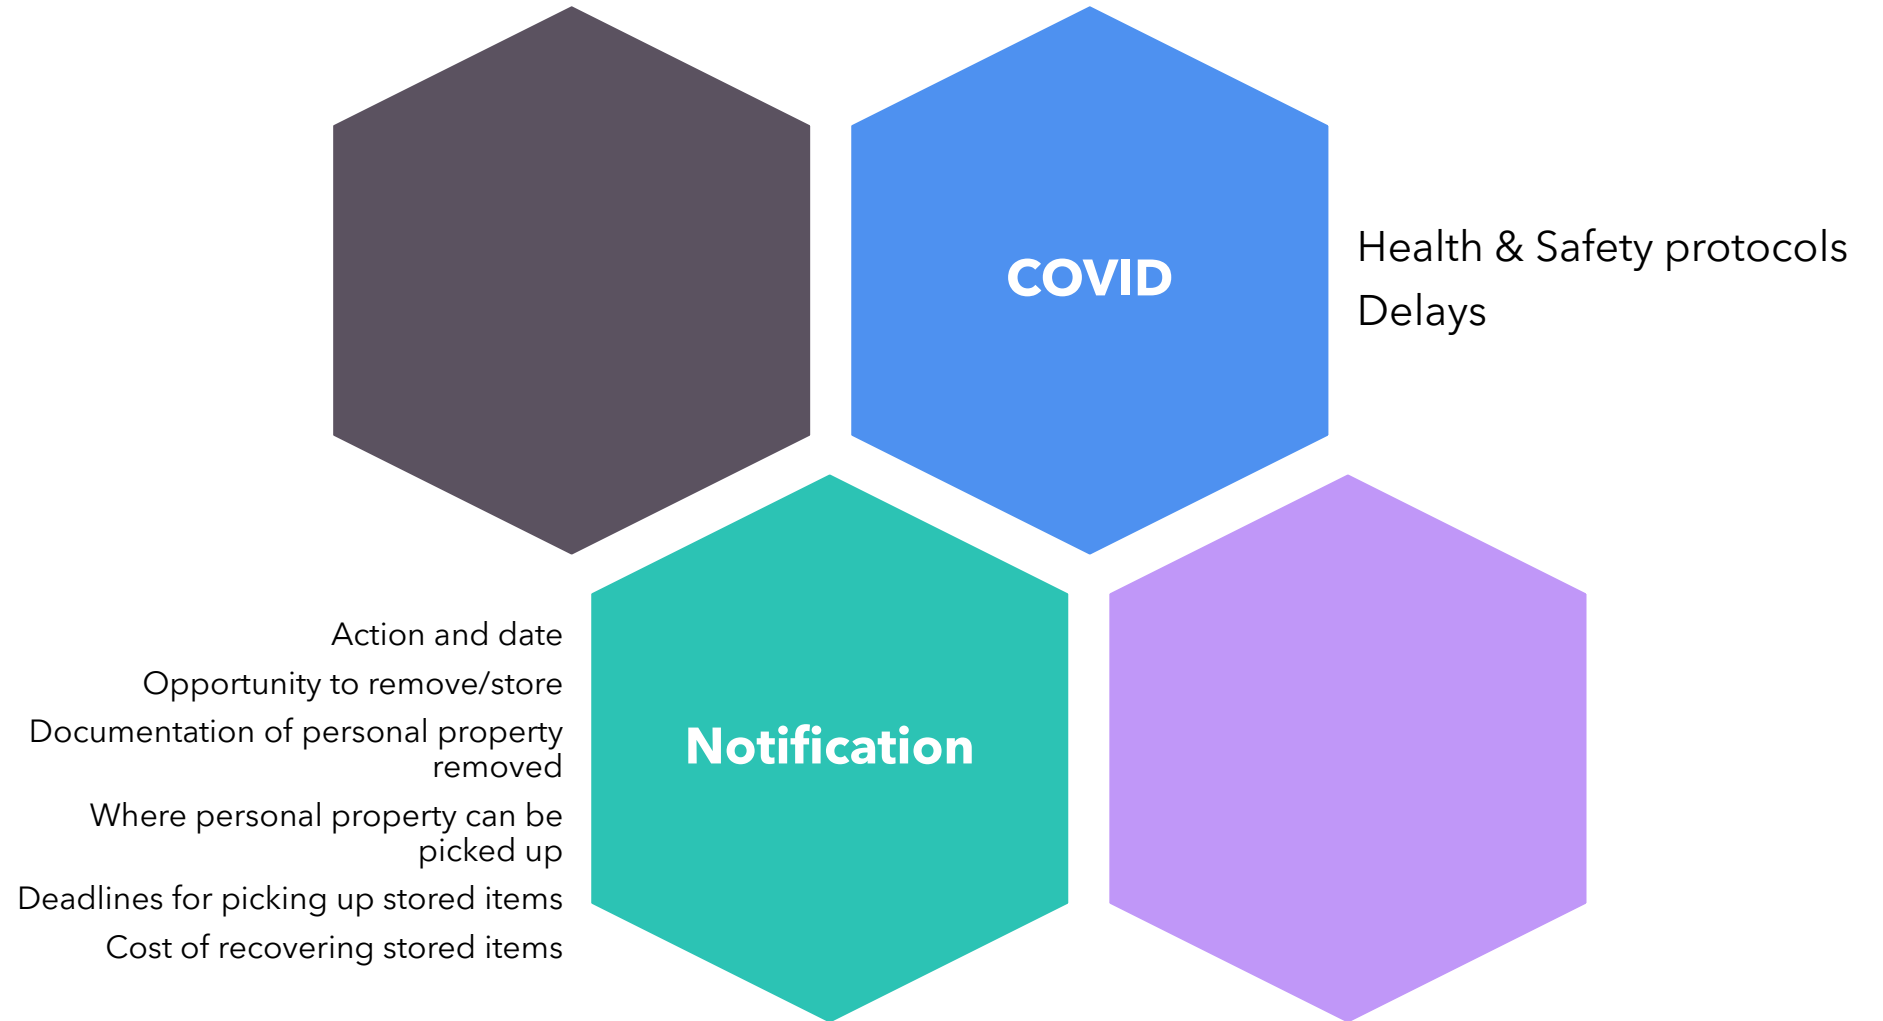 COVID
Health & Safety protocols
Delays
Action and date
Opportunity to remove/store
Documentation of personal property
removed
Where personal property can be
picked up
Deadlines for picking up stored items
Cost of recovering stored items
Notification